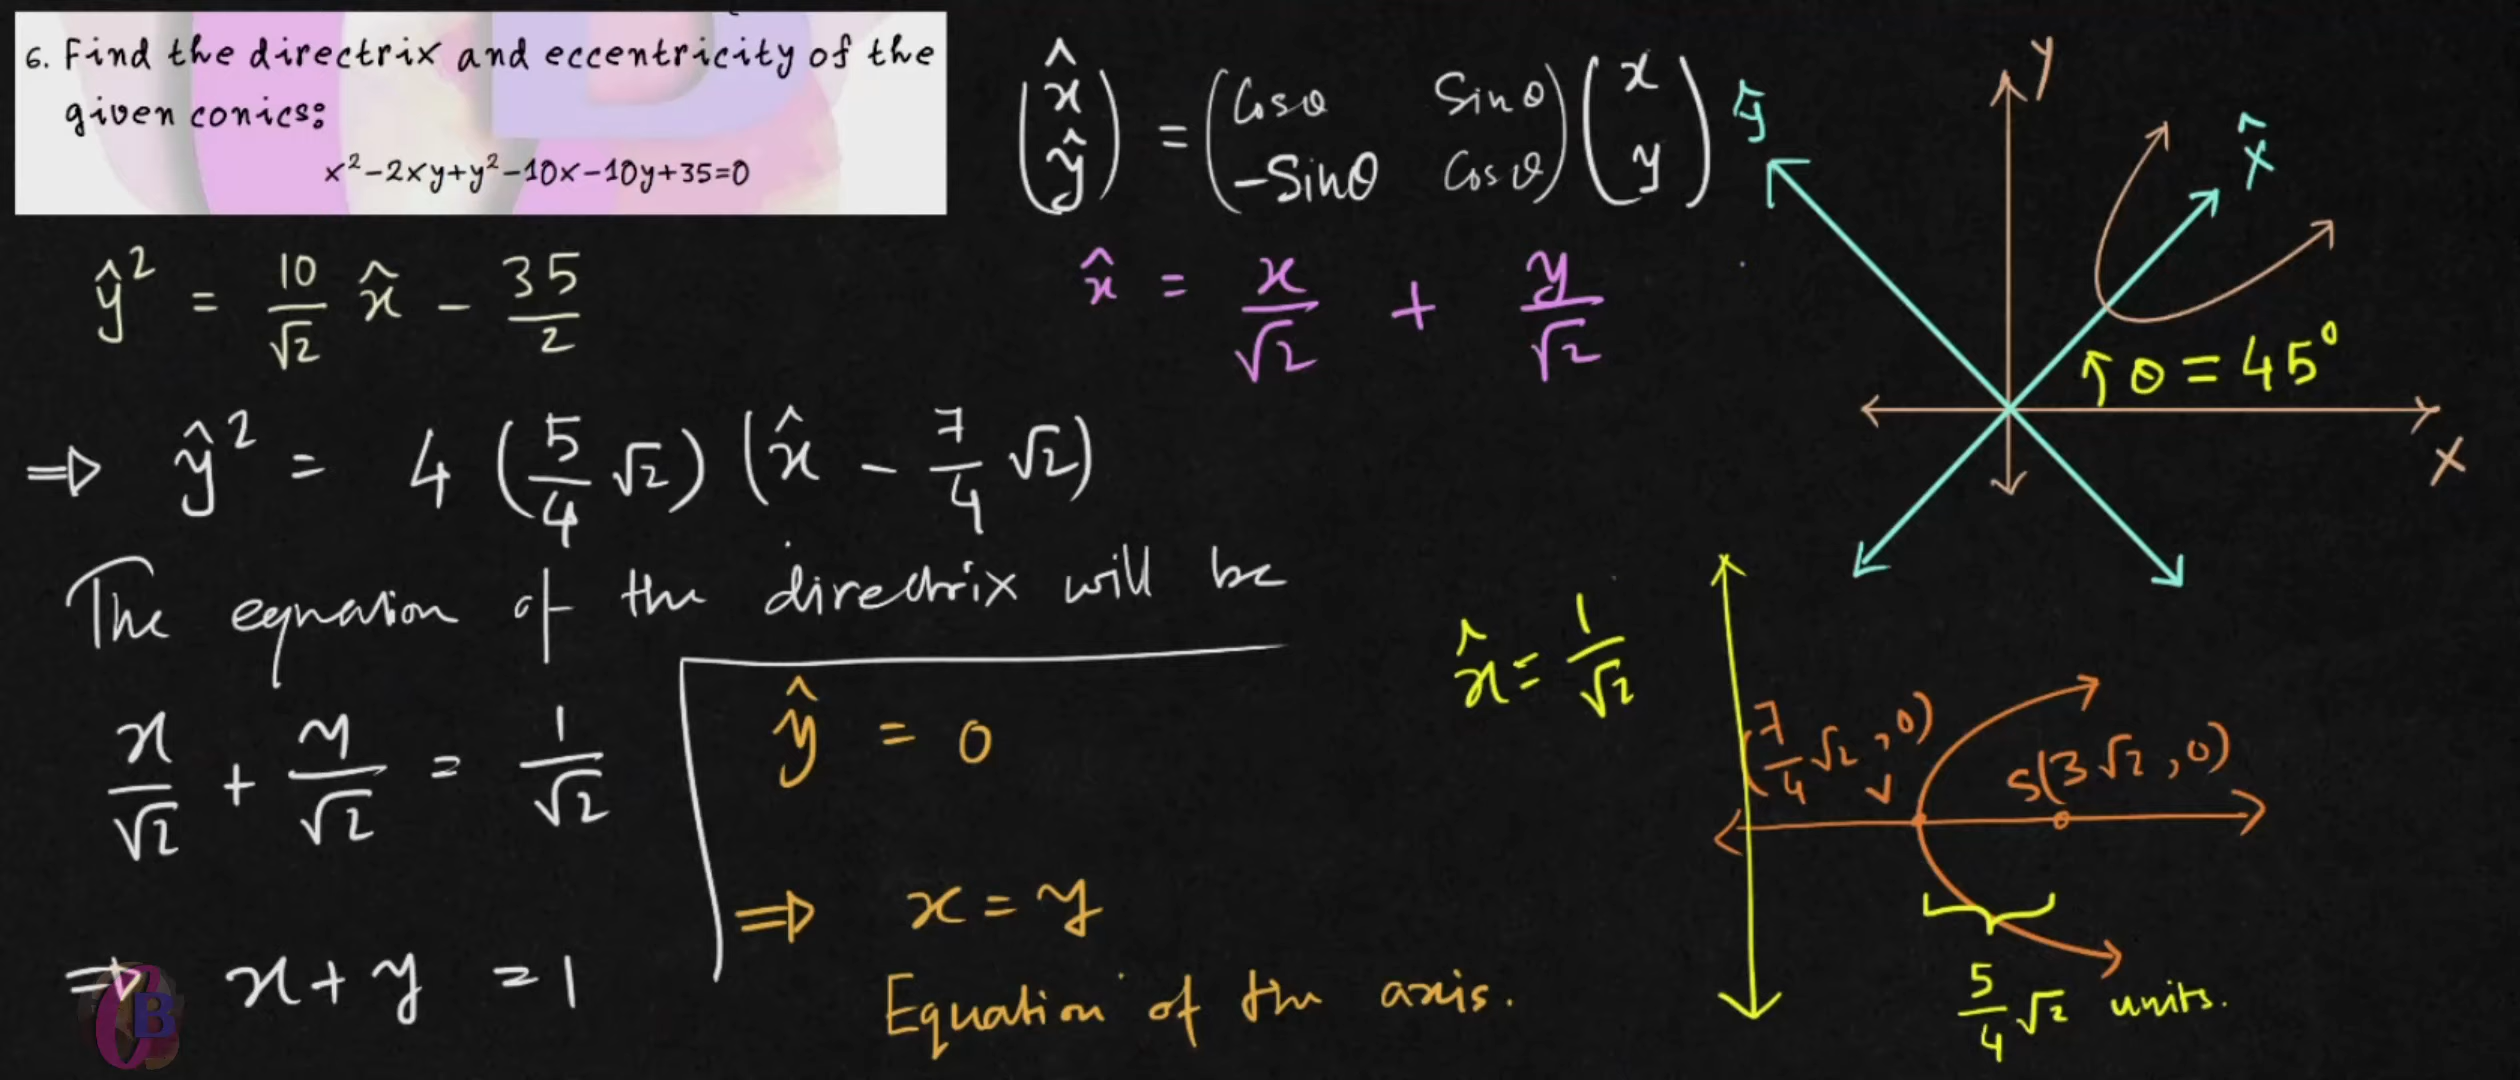 6. Find the directrix and eccentricity of the
given conics:
x²-2xy+y²-10x-10y+35=0
ŷ² = 10/√2 x̂ - 35/2
⇒ ŷ² = 4 (5/4 √2) (x̂ - 7/4 √2)
The equation of the directrix will be
x/√2 + y/√2 = 1/√2
⇒ x + y = 1
CB
ŷ = 0
⇒ x = y
Equation of the axis.
(x̂ ŷ) = (Cosθ Sinθ -Sinθ Cosθ) (x y)
x̂ = x/√2 + y/√2
ŷ
y
x̂
↑ θ = 45°
x
x̂ = 1/√2
(7/4 √2, 0)
V
S(3√2, 0)
5/4 √2 units.